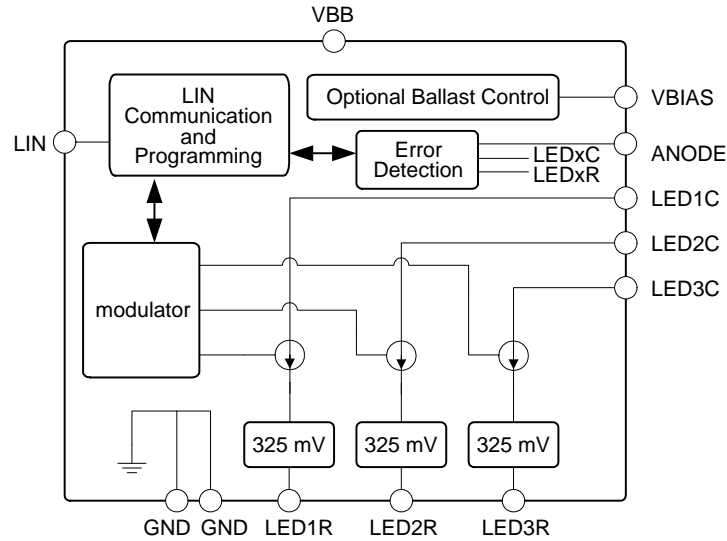 VBB
LIN
Communication
and
Programming
Optional Ballast Control
VBIAS
LIN
Error
Detection
LEDxC
LEDxR
ANODE
LED1C
LED2C
LED3C
modulator
325 mV
325 mV
325 mV
GND
GND
LED1R
LED2R
LED3R